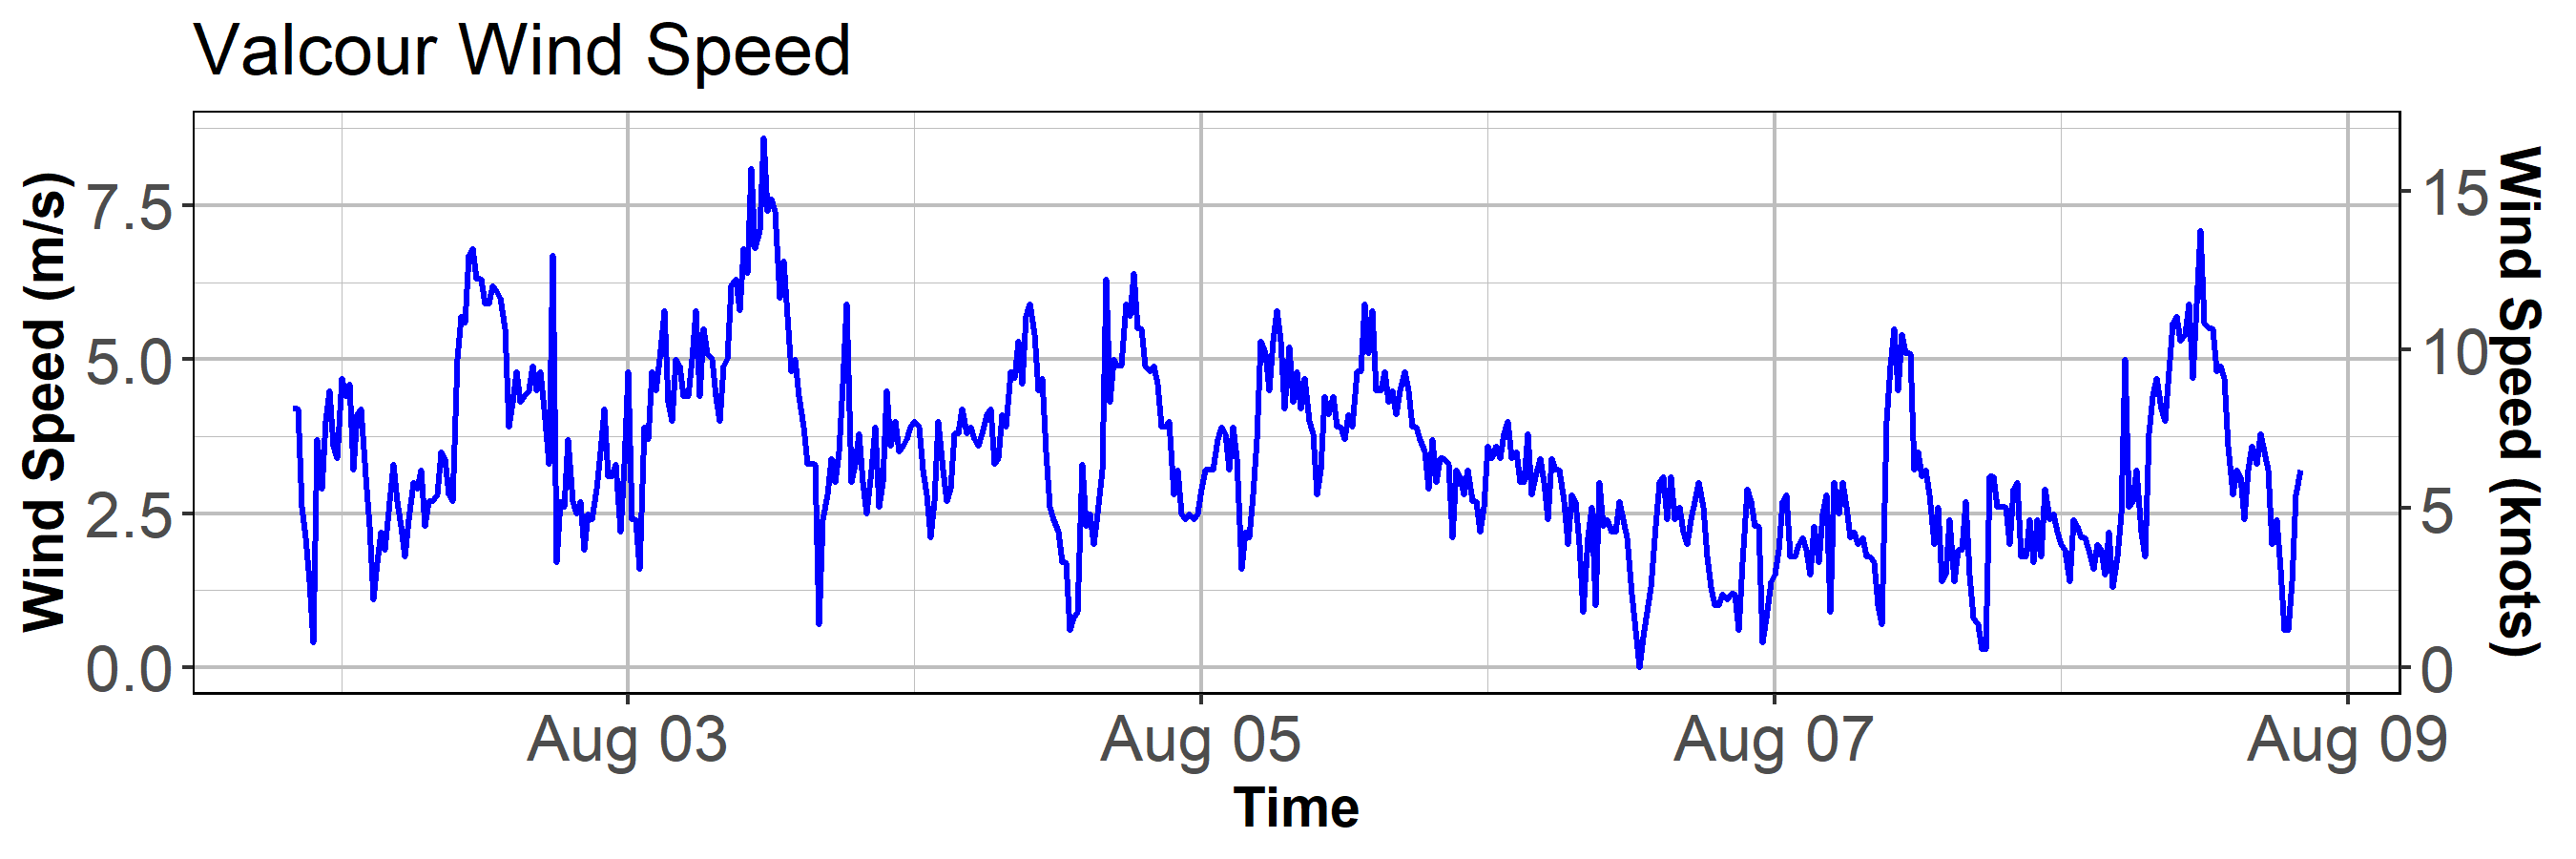 Valcour Wind Speed
Wind Speed (m/s)
7.5
5.0
2.5
0.0
15
10
5
0
Wind Speed (knots)
Aug 03
Aug 05
Aug 07
Aug 09
Time